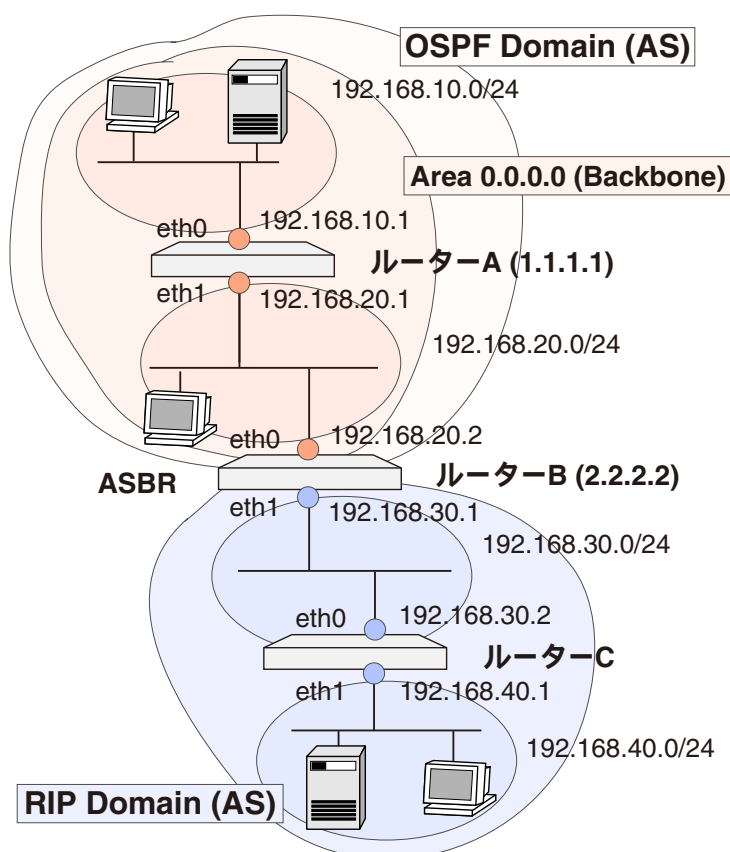 OSPF Domain (AS)
192.168.10.0/24
Area 0.0.0.0 (Backbone)
eth0
192.168.10.1
ルーターA (1.1.1.1)
eth1
192.168.20.1
192.168.20.0/24
eth0
192.168.20.2
ASBR
ルーターB (2.2.2.2)
eth1
192.168.30.1
192.168.30.0/24
eth0
192.168.30.2
ルーターC
eth1
192.168.40.1
192.168.40.0/24
RIP Domain (AS)